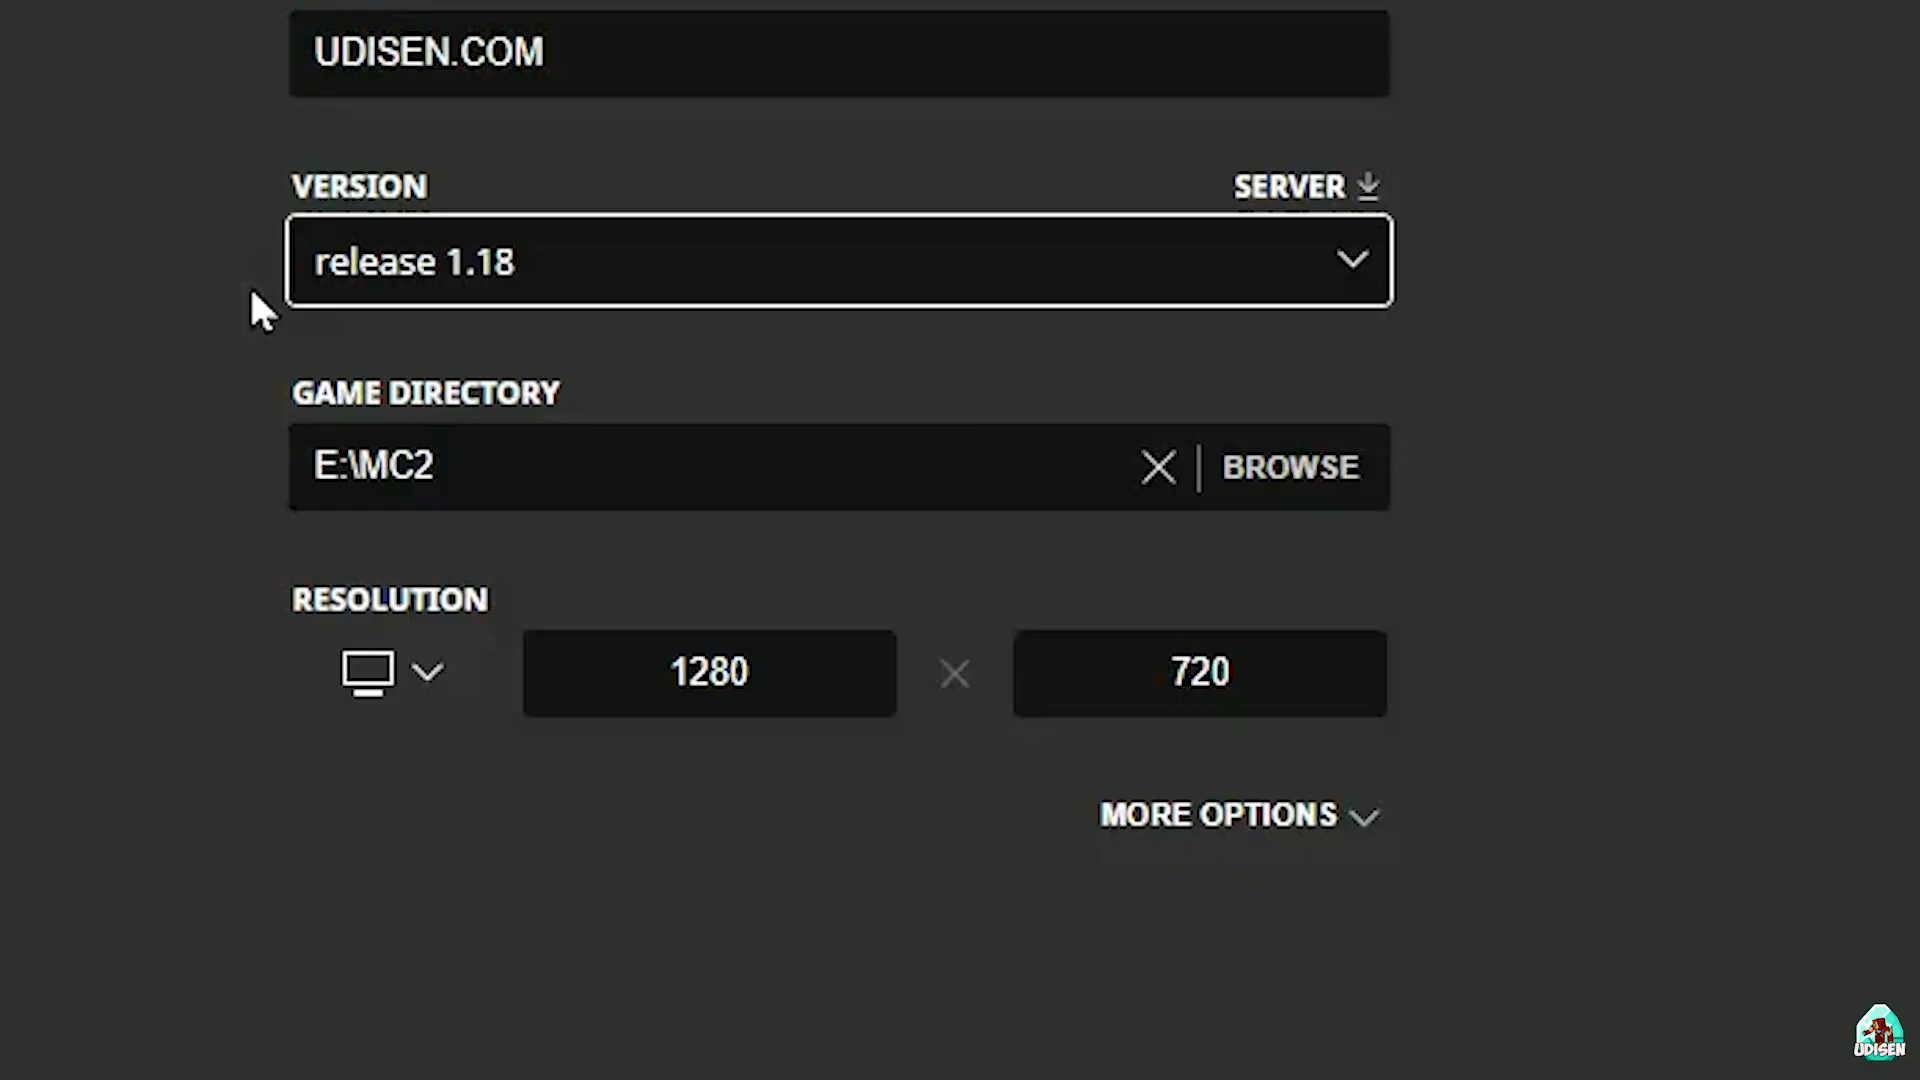 UDISEN.COM
VERSION
SERVER
release 1.18
GAME DIRECTORY
E:\MC2
BROWSE
RESOLUTION
1280
720
MORE OPTIONS
UDISEN